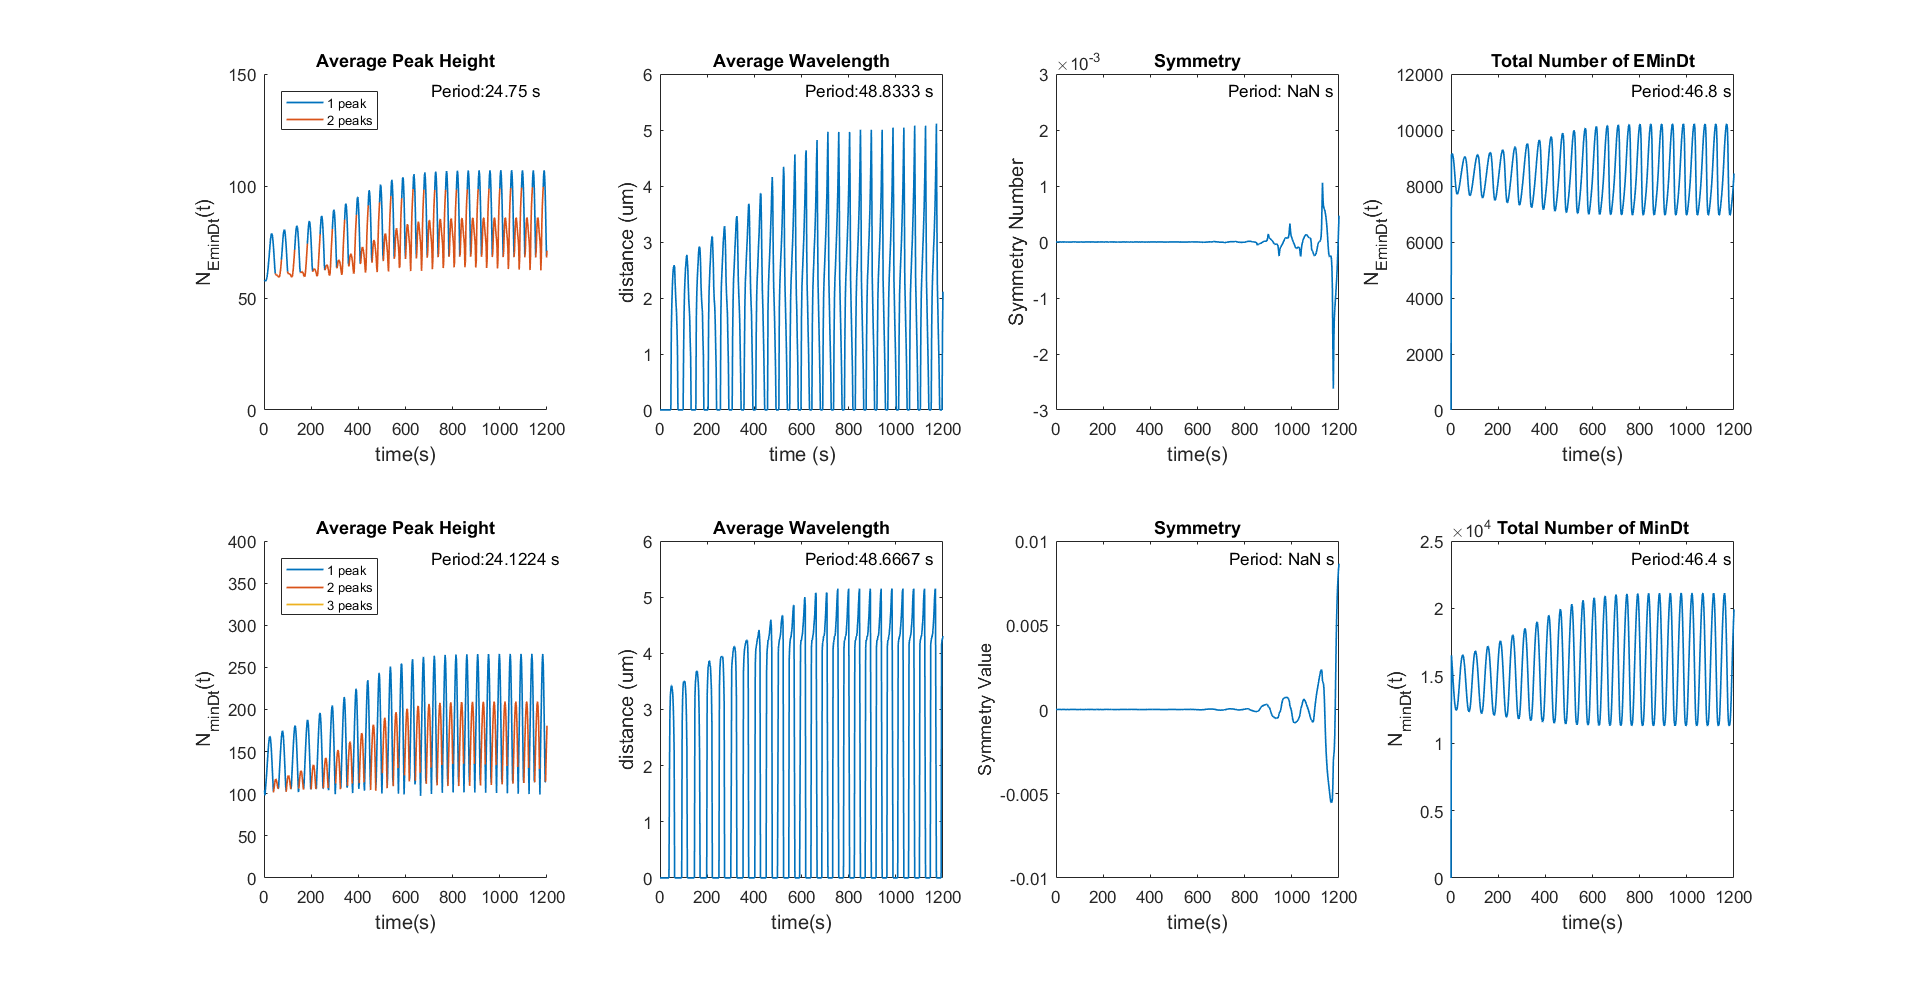 Average Peak Height
Period:24.75 s
1 peak
2 peaks
150
100
50
0
0 200 400 600 800 1000 1200
N_EminDt(t)
time(s)
Average Wavelength
Period:48.8333 s
6
5
4
3
2
1
0
0 200 400 600 800 1000 1200
distance (um)
time (s)
Symmetry
×10^-3
Period: NaN s
3
2
1
0
-1
-2
-3
0 200 400 600 800 1000 1200
Symmetry Number
time(s)
Total Number of EMinDt
Period:46.8 s
12000
10000
8000
6000
4000
2000
0
0 200 400 600 800 1000 1200
N_EminDt(t)
time(s)
Average Peak Height
Period:24.1224 s
1 peak
2 peaks
3 peaks
400
350
300
250
200
150
100
50
0
0 200 400 600 800 1000 1200
N_minDt(t)
time(s)
Average Wavelength
Period:48.6667 s
6
5
4
3
2
1
0
0 200 400 600 800 1000 1200
distance (um)
time(s)
Symmetry
Period: NaN s
0.01
0.005
0
-0.005
-0.01
0 200 400 600 800 1000 1200
Symmetry Value
time(s)
×10^4 Total Number of MinDt
Period:46.4 s
2.5
2
1.5
1
0.5
0
0 200 400 600 800 1000 1200
N_minDt(t)
time(s)